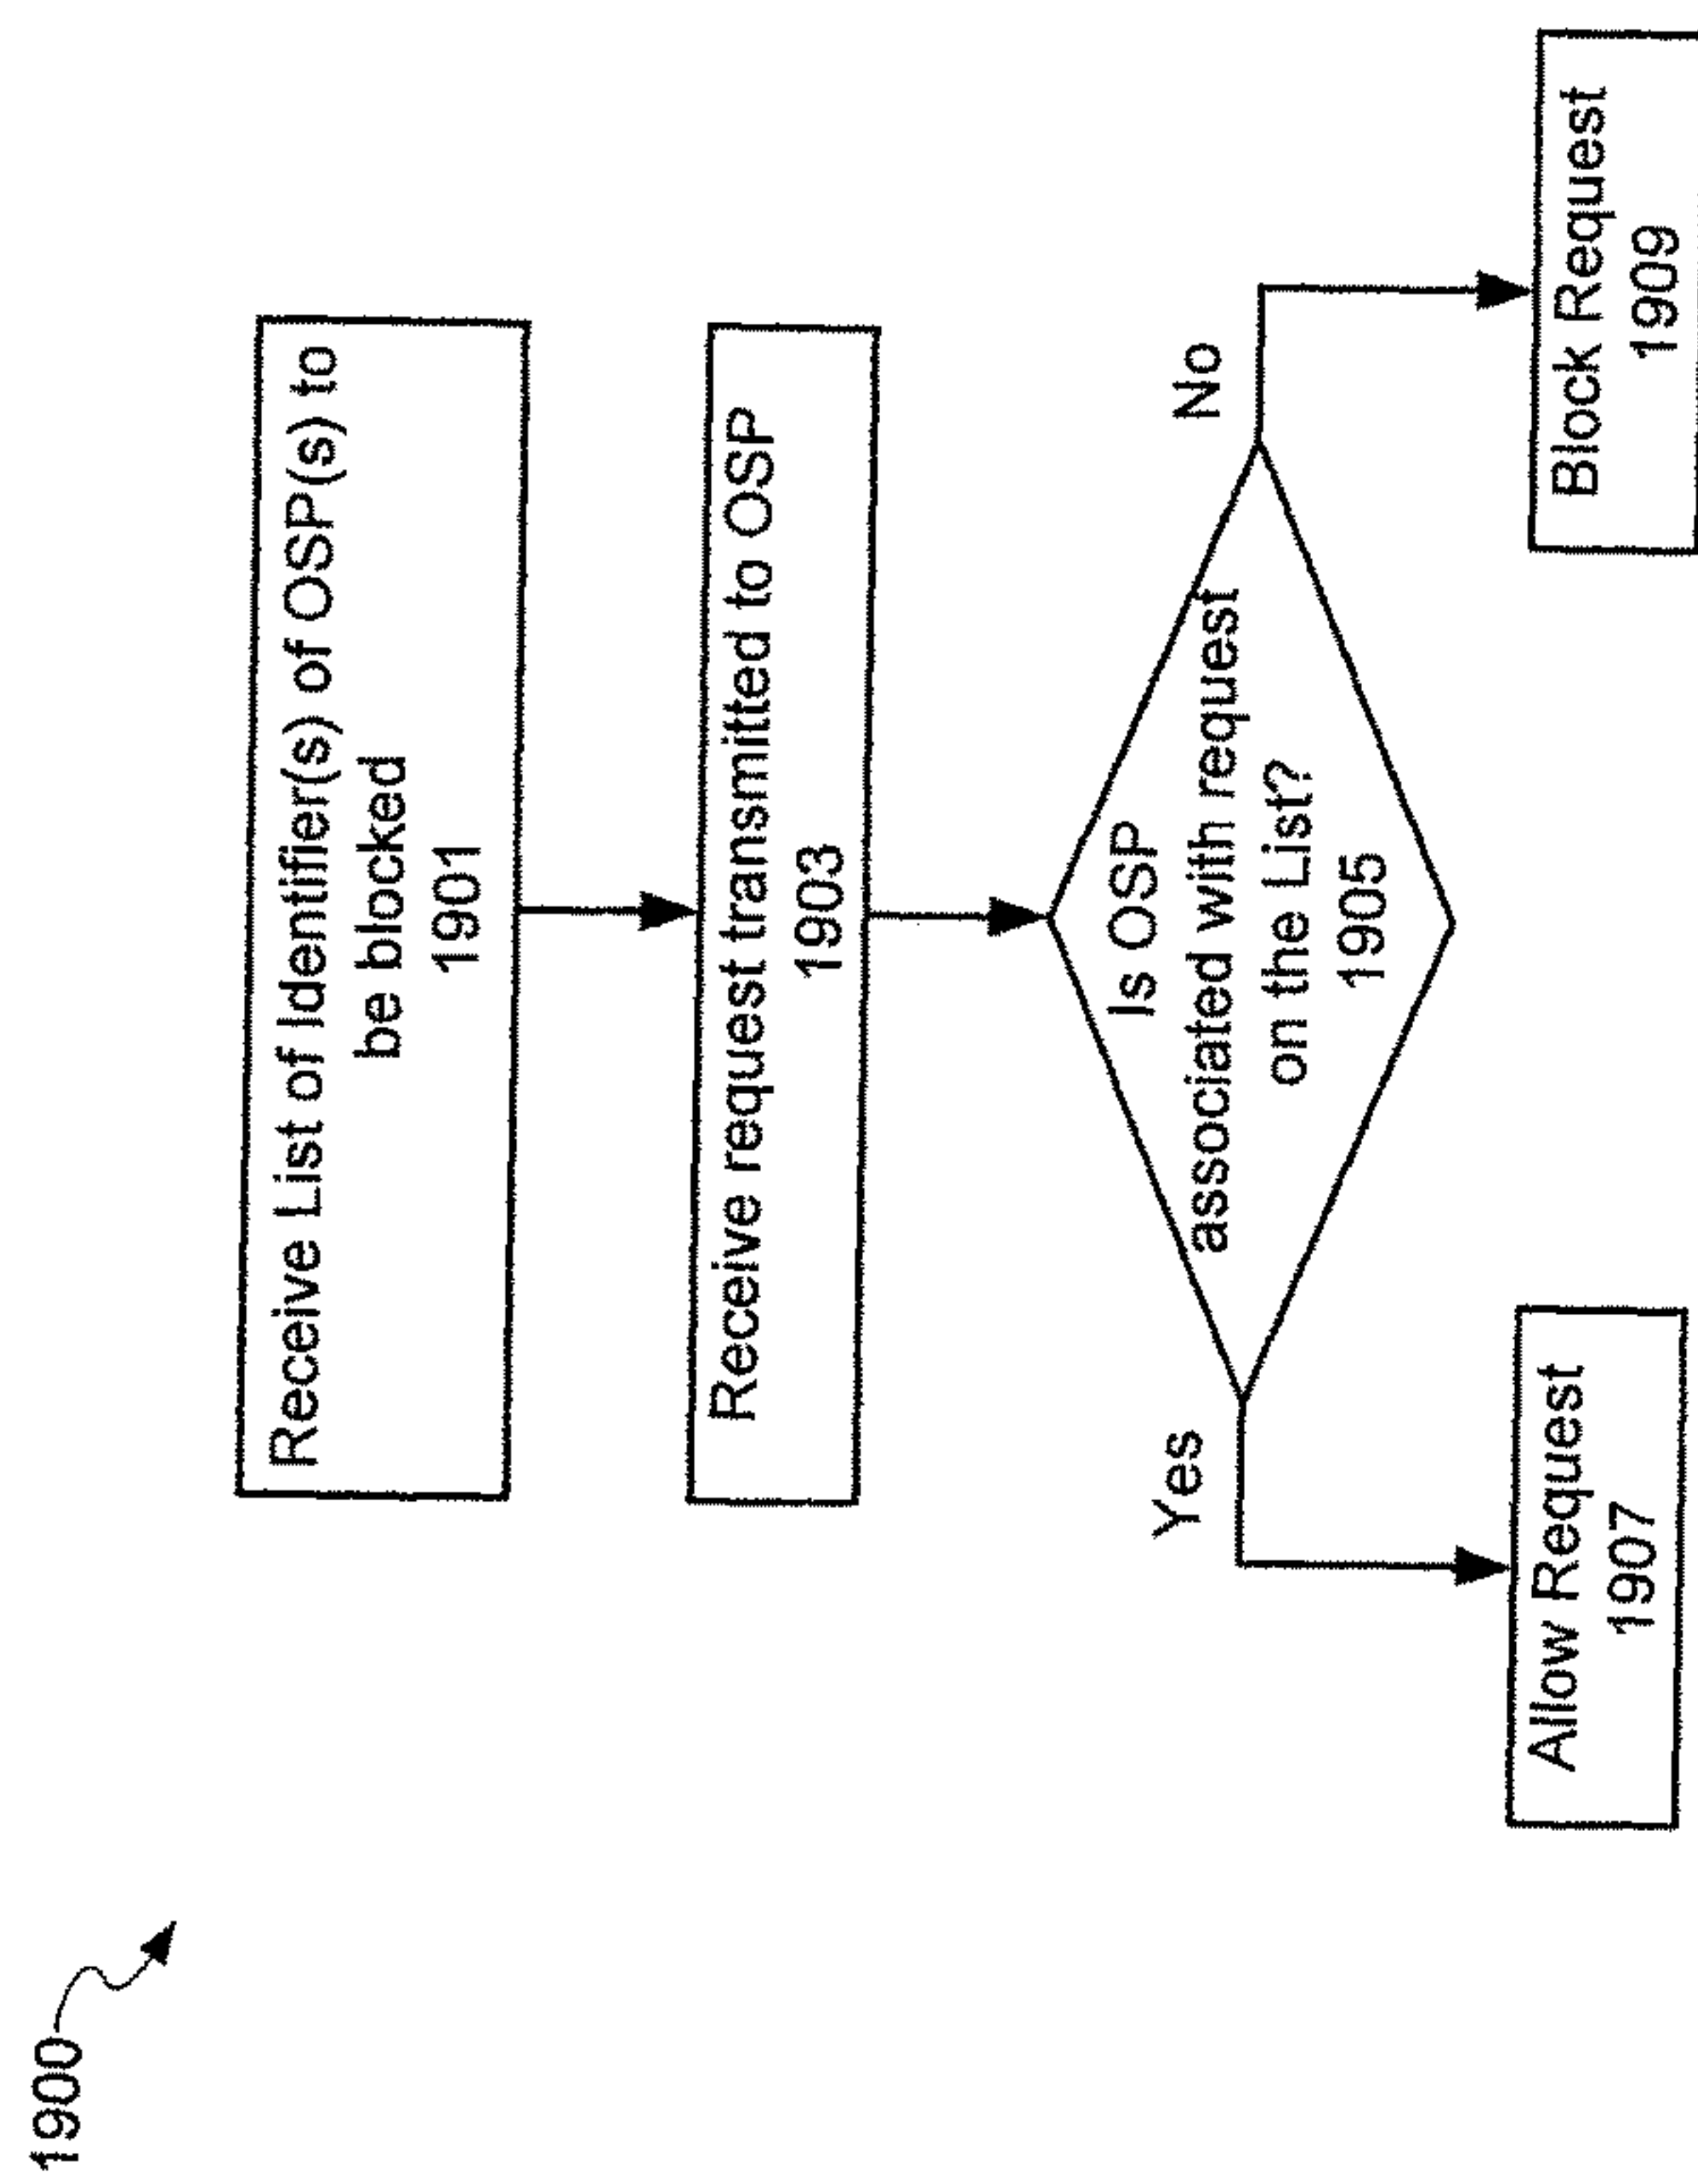 1900
Receive List of Identifier(s) of OSP(s) to
be blocked
1901
Receive request transmitted to OSP
1903
Is OSP
associated with request
on the List?
1905
Yes
No
Allow Request
1907
Block Request
1909